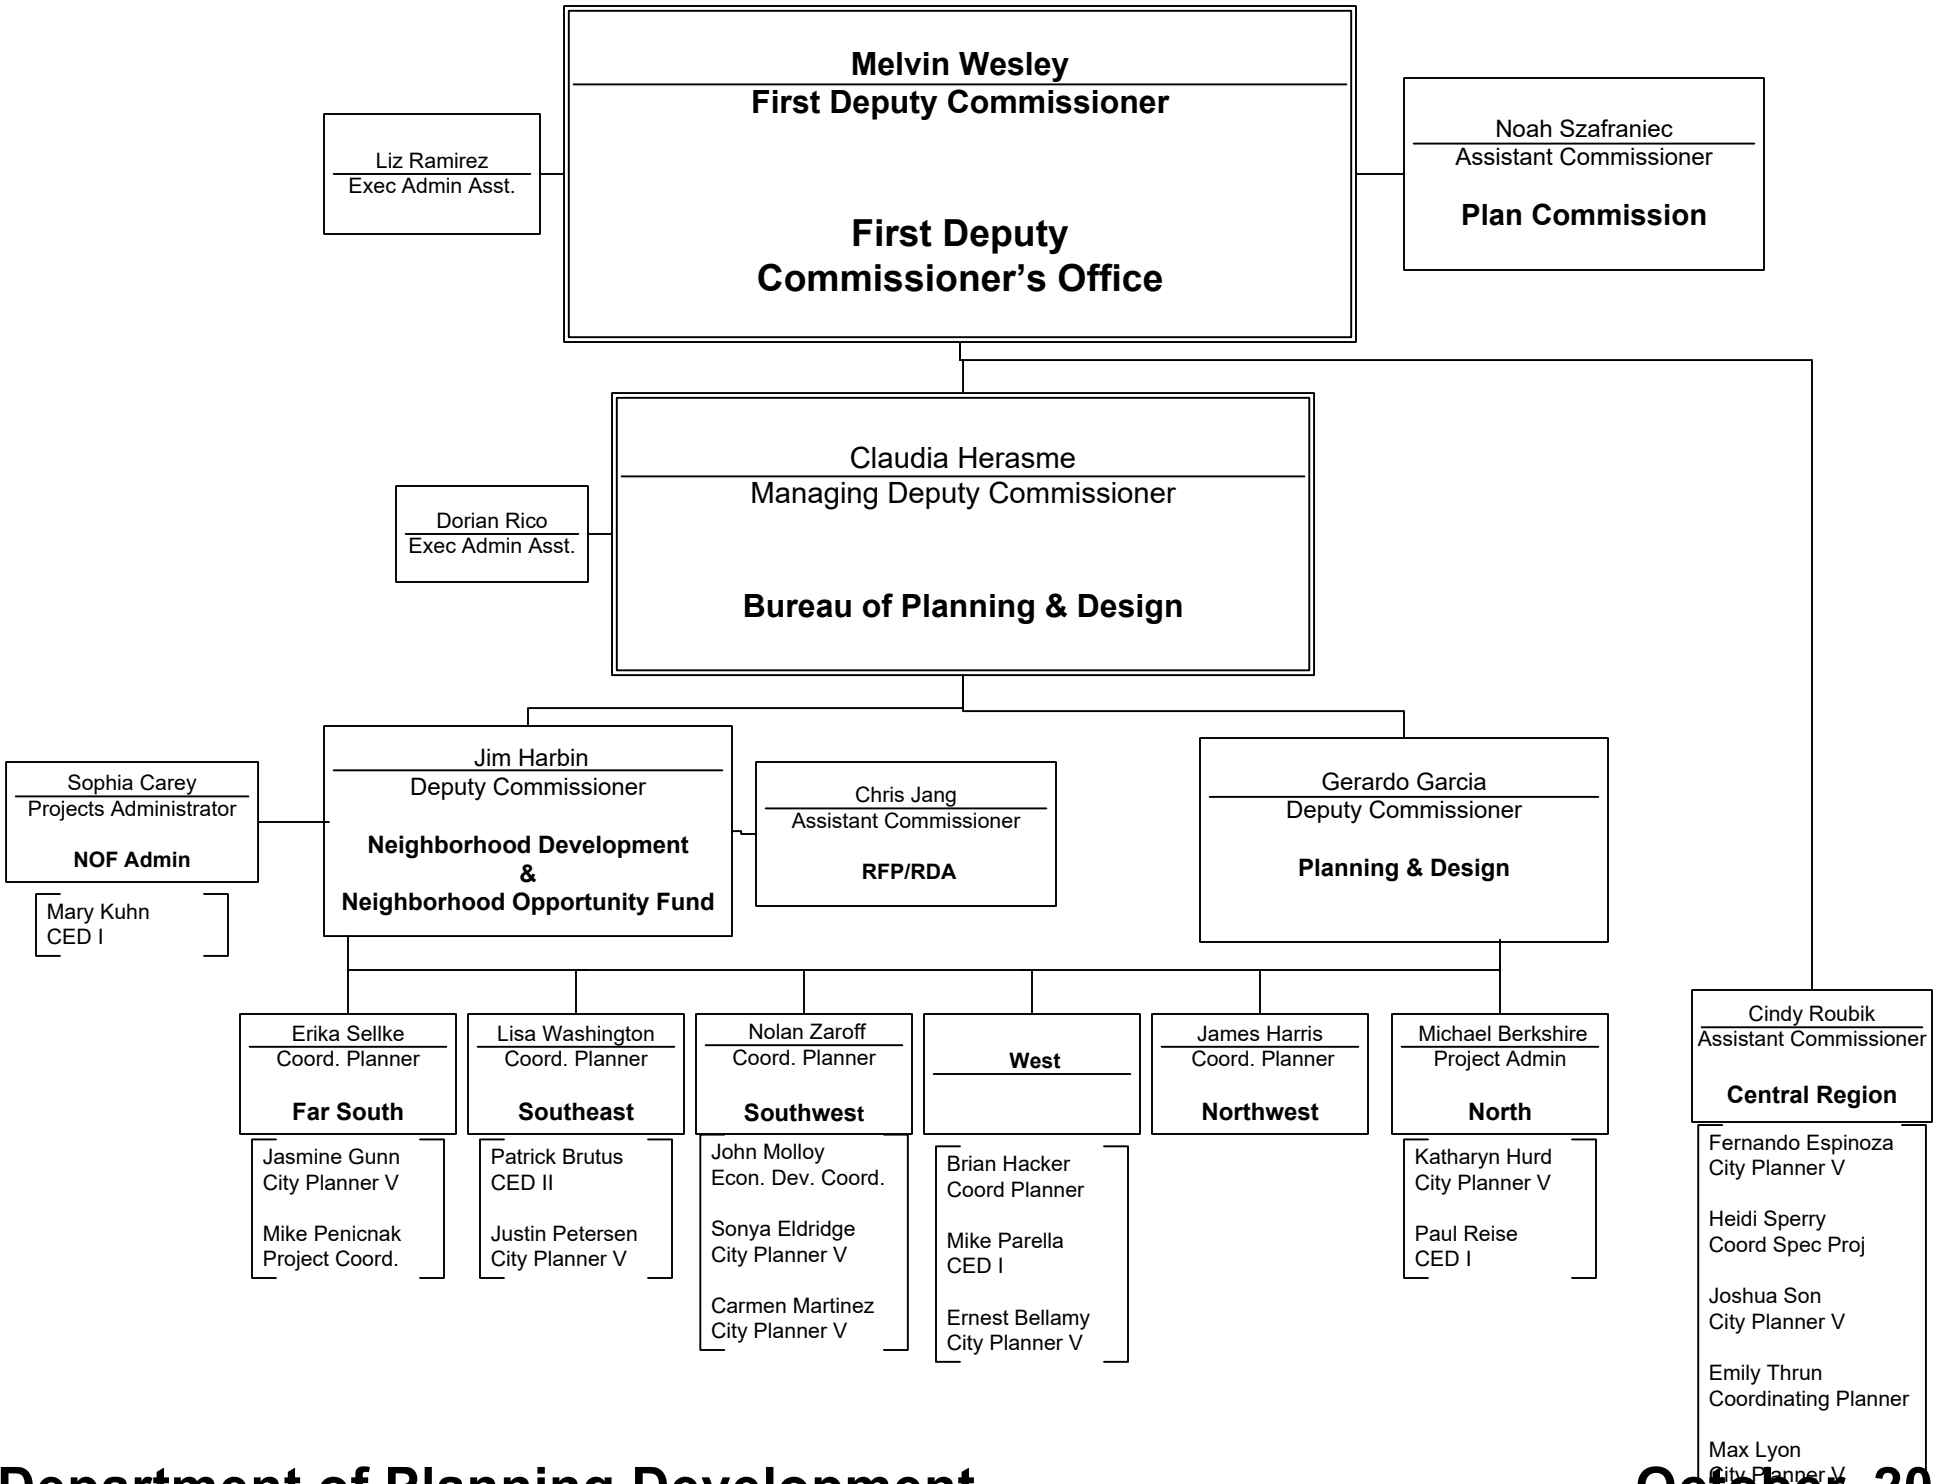 Melvin Wesley
First Deputy Commissioner
First Deputy
Commissioner’s Office
Liz Ramirez
Exec Admin Asst.
Noah Szafraniec
Assistant Commissioner
Plan Commission
Claudia Herasme
Managing Deputy Commissioner
Bureau of Planning & Design
Dorian Rico
Exec Admin Asst.
Sophia Carey
Projects Administrator
NOF Admin
Mary Kuhn
CED I
Jim Harbin
Deputy Commissioner
Neighborhood Development
&
Neighborhood Opportunity Fund
Chris Jang
Assistant Commissioner
RFP/RDA
Gerardo Garcia
Deputy Commissioner
Planning & Design
Erika Sellke
Coord. Planner
Far South
Jasmine Gunn
City Planner V
Mike Penicnak
Project Coord.
Lisa Washington
Coord. Planner
Southeast
Patrick Brutus
CED II
Justin Petersen
City Planner V
Nolan Zaroff
Coord. Planner
Southwest
John Molloy
Econ. Dev. Coord.
Sonya Eldridge
City Planner V
Carmen Martinez
City Planner V
West
Brian Hacker
Coord Planner
Mike Parella
CED I
Ernest Bellamy
City Planner V
James Harris
Coord. Planner
Northwest
Michael Berkshire
Project Admin
North
Katharyn Hurd
City Planner V
Paul Reise
CED I
Cindy Roubik
Assistant Commissioner
Central Region
Fernando Espinoza
City Planner V
Heidi Sperry
Coord Spec Proj
Joshua Son
City Planner V
Emily Thrun
Coordinating Planner
Max Lyon
City Planner V
Department of Planning Development
October, 20